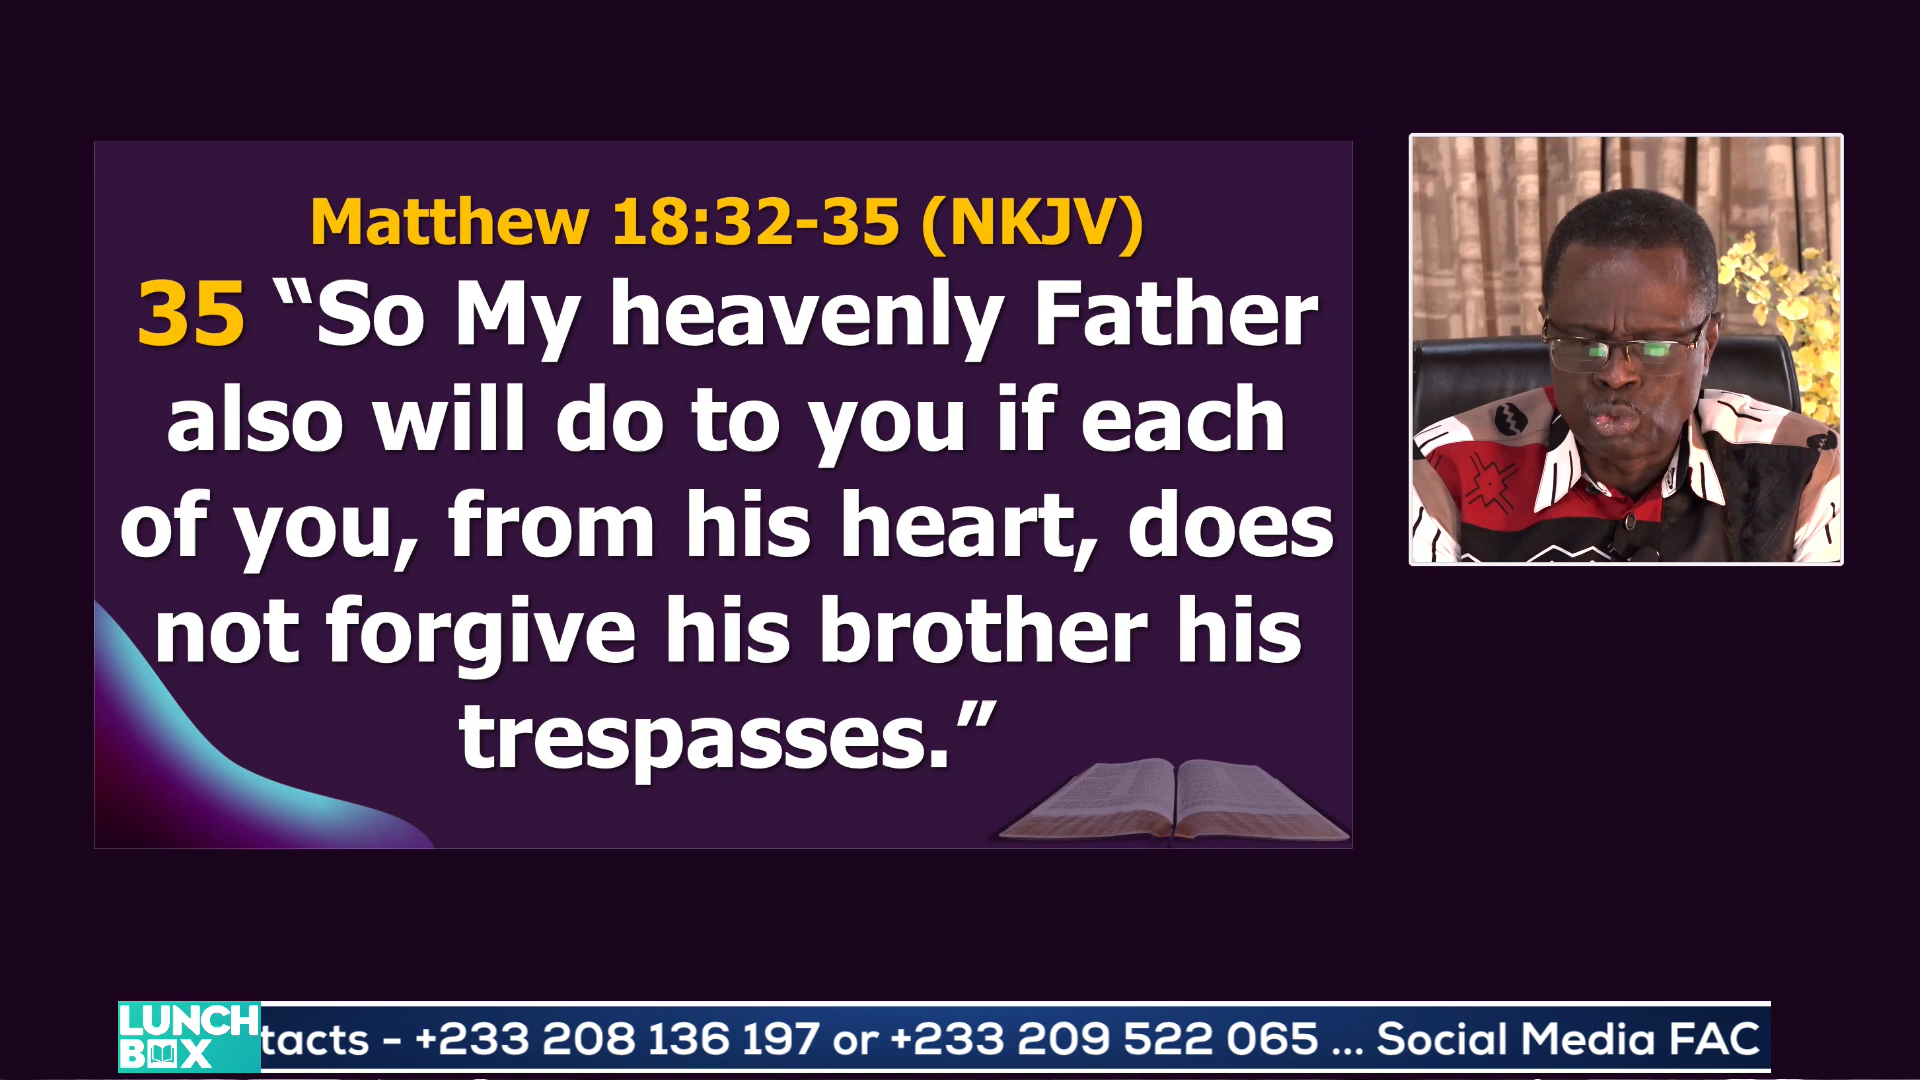 Matthew 18:32-35 (NKJV)
35 “So My heavenly Father
also will do to you if each
of you, from his heart, does
not forgive his brother his
trespasses.”
LUNCH
BOX
tacts - +233 208 136 197 or +233 209 522 065 ... Social Media FAC